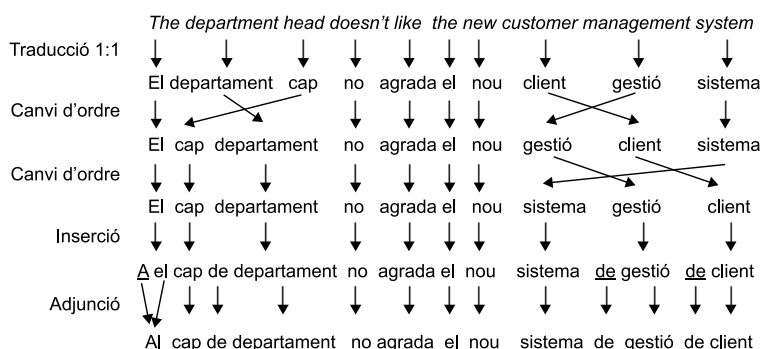 The department head doesn't like the new customer management system
Traducció 1:1
El departament cap no agrada el nou client gestió sistema
Canvi d'ordre
El cap departament no agrada el nou gestió client sistema
Canvi d'ordre
El cap departament no agrada el nou sistema gestió client
Inserció
A el cap de departament no agrada el nou sistema de gestió de client
Adjunció
Al cap de departament no agrada el nou sistema de gestió de client